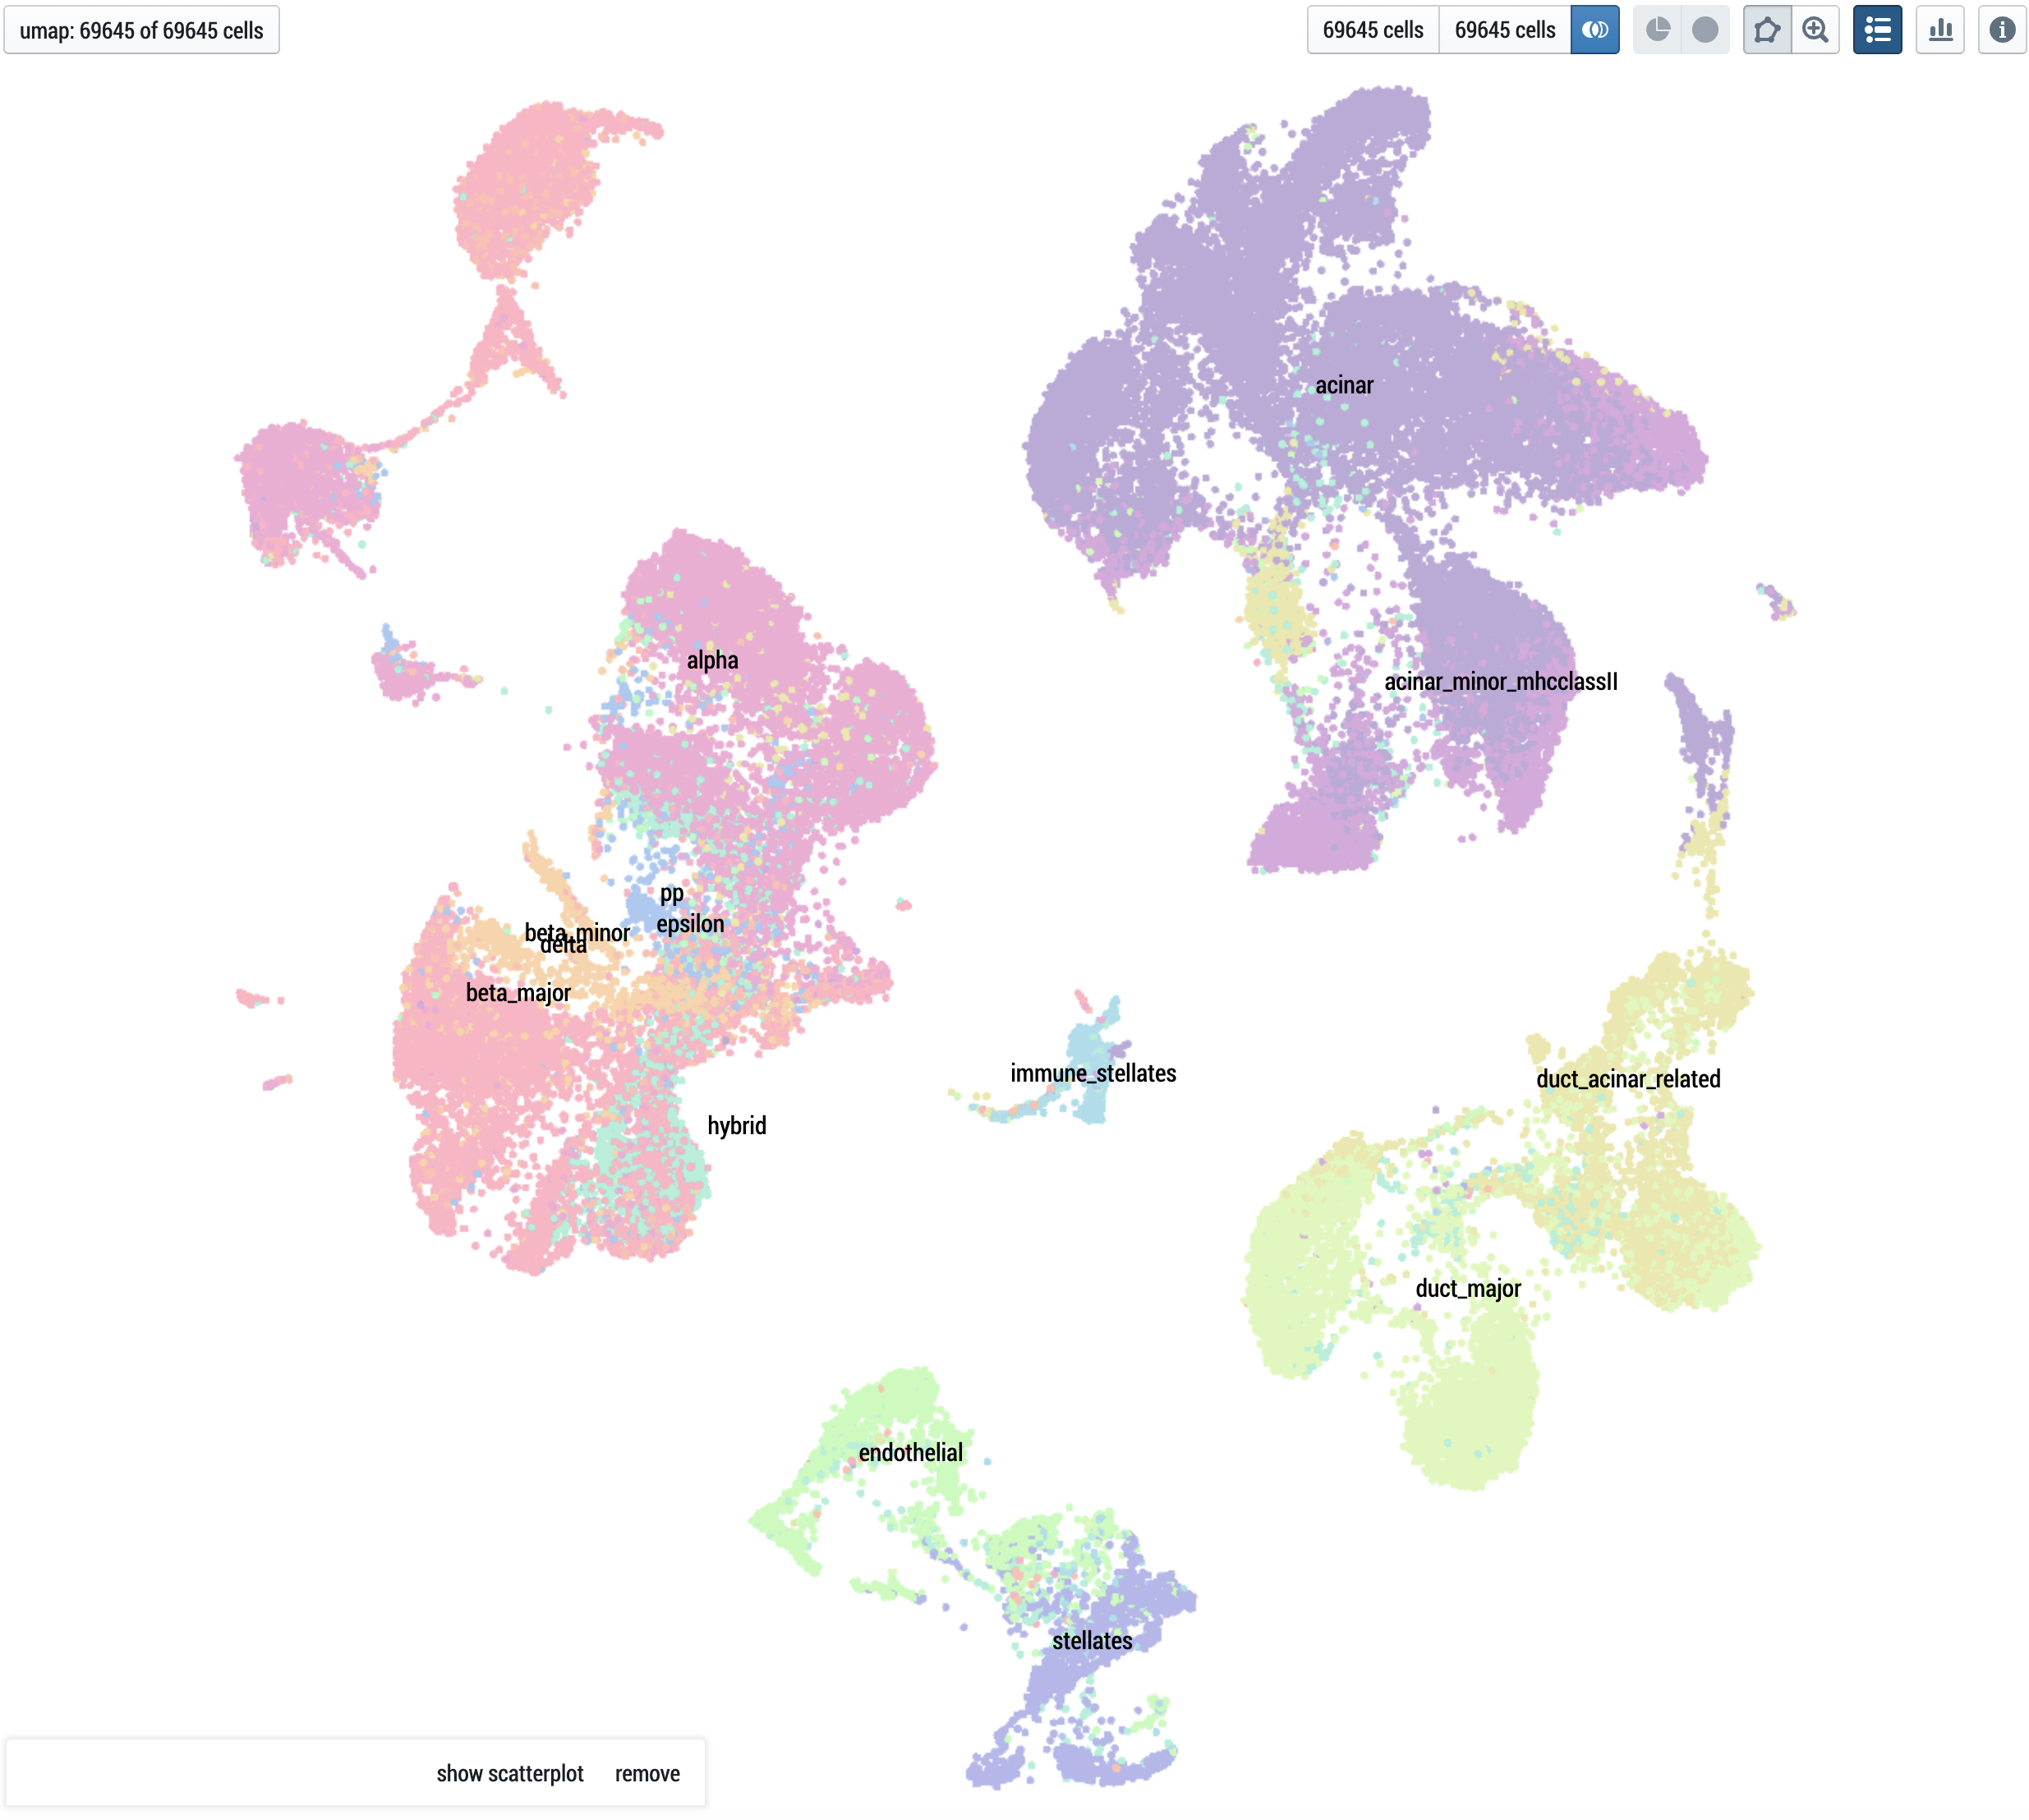 umap: 69645 of 69645 cells
69645 cells
69645 cells
acinar
alpha
acinar_minor_mhcclassII
pp
epsilon
beta_minor
delta
beta_major
immune_stellates
duct_acinar_related
hybrid
duct_major
endothelial
stellates
show scatterplot remove